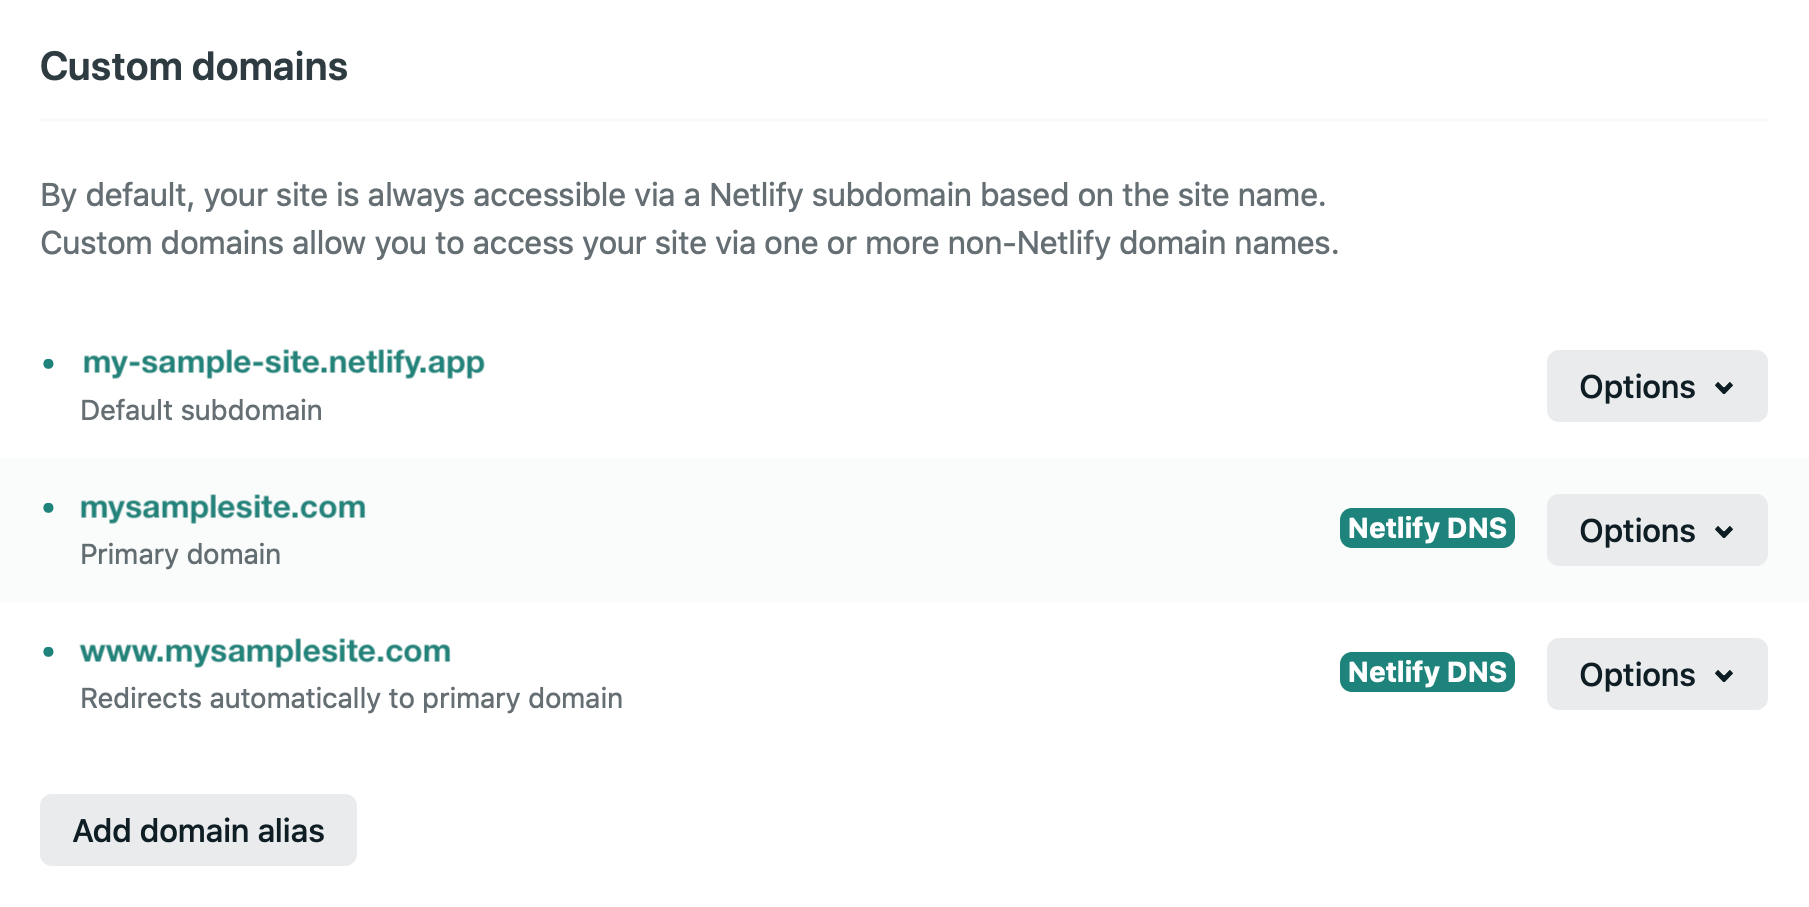 Custom domains
By default, your site is always accessible via a Netlify subdomain based on the site name.
Custom domains allow you to access your site via one or more non-Netlify domain names.
my-sample-site.netlify.app
Default subdomain
Options
mysamplesite.com
Primary domain
Netlify DNS
Options
www.mysamplesite.com
Redirects automatically to primary domain
Netlify DNS
Options
Add domain alias